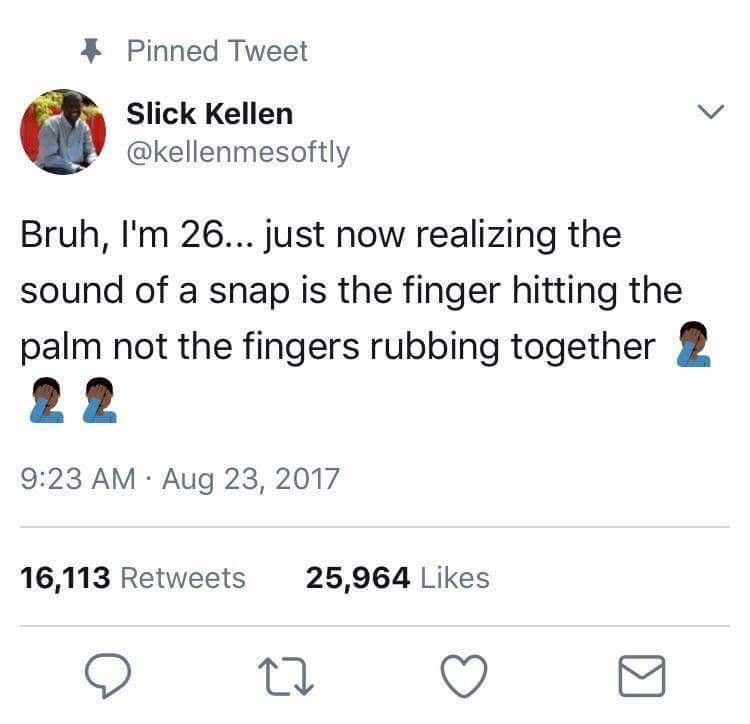 Pinned Tweet
Slick Kellen
@kellenmesoftly
Bruh, I'm 26... just now realizing the
sound of a snap is the finger hitting the
palm not the fingers rubbing together 🤦🏿‍♂️
🤦🏿‍♂️ 🤦🏿‍♂️
9:23 AM · Aug 23, 2017
16,113 Retweets 25,964 Likes